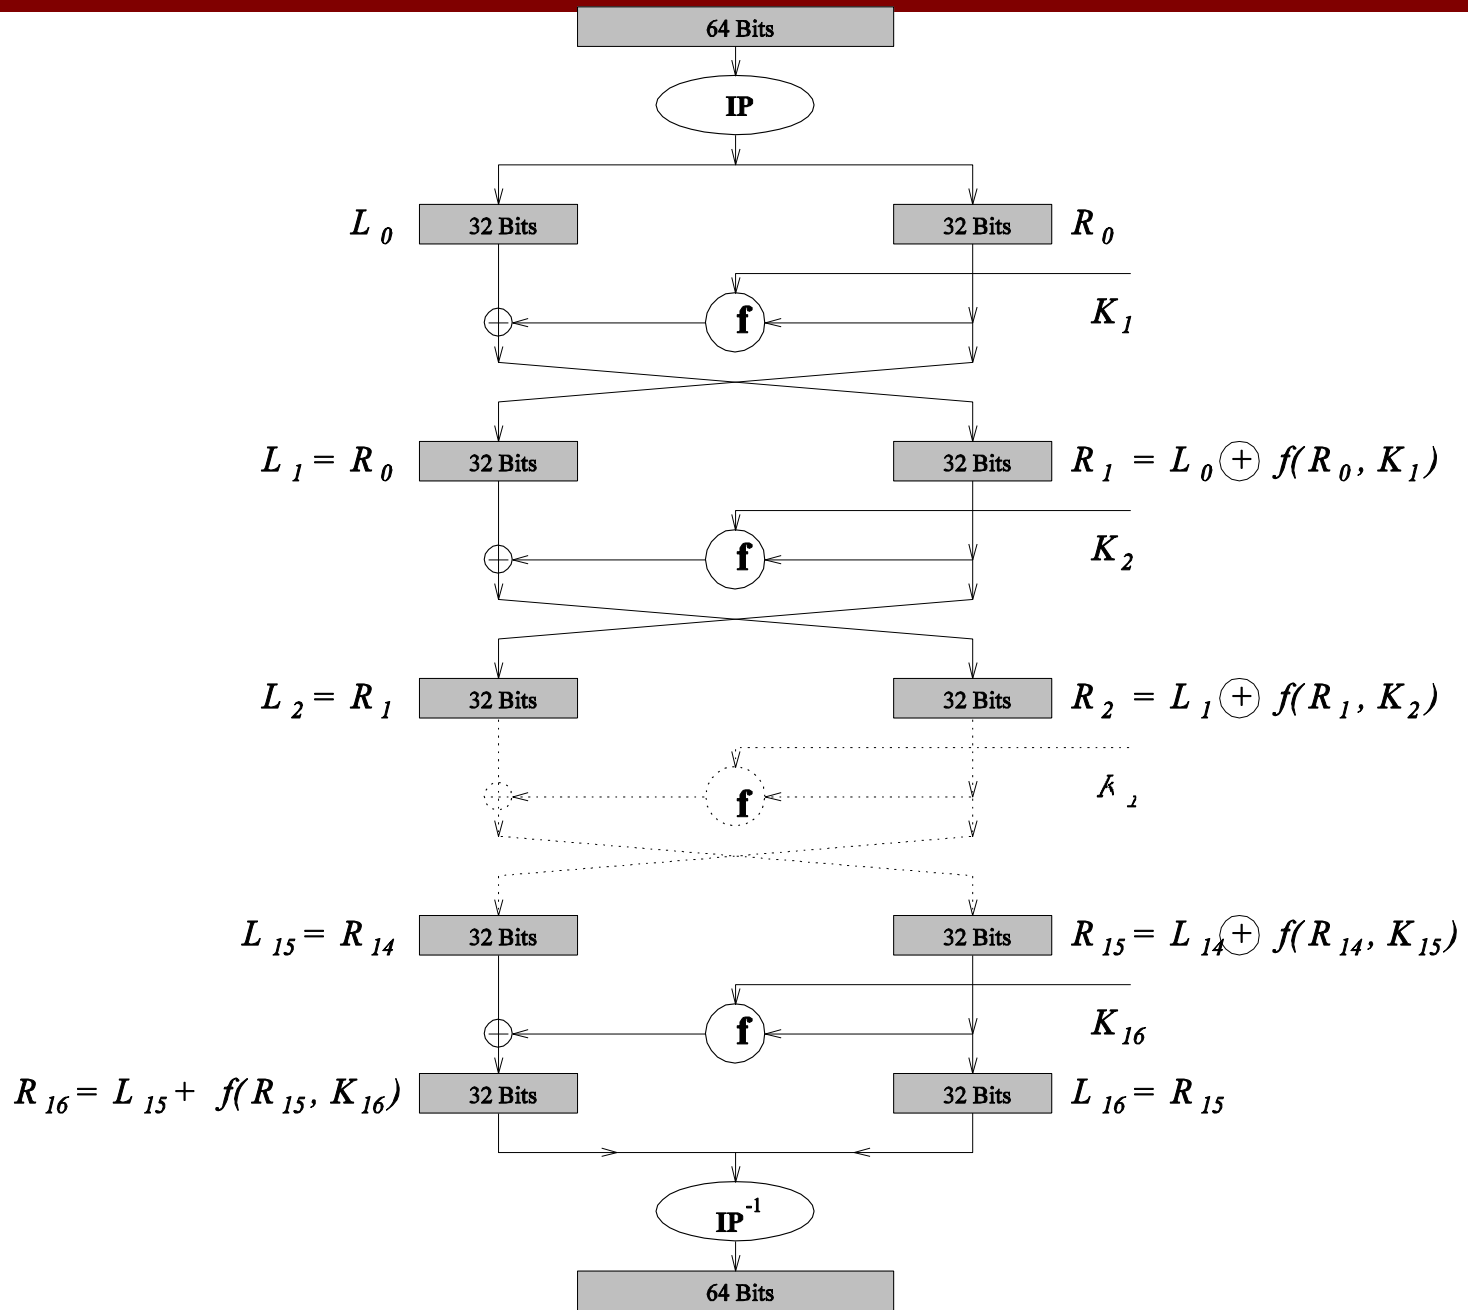 64 Bits
IP
L 0 32 Bits 32 Bits R 0
f K 1
L 1 = R 0 32 Bits 32 Bits R 1 = L 0 ⊕ f( R 0 , K 1 )
f K 2
L 2 = R 1 32 Bits 32 Bits R 2 = L 1 ⊕ f( R 1 , K 2 )
f
L 15 = R 14 32 Bits 32 Bits R 15 = L 14 ⊕ f( R 14 , K 15 )
f K 16
R 16 = L 15 + f( R 15 , K 16 ) 32 Bits 32 Bits L 16 = R 15
IP -1
64 Bits